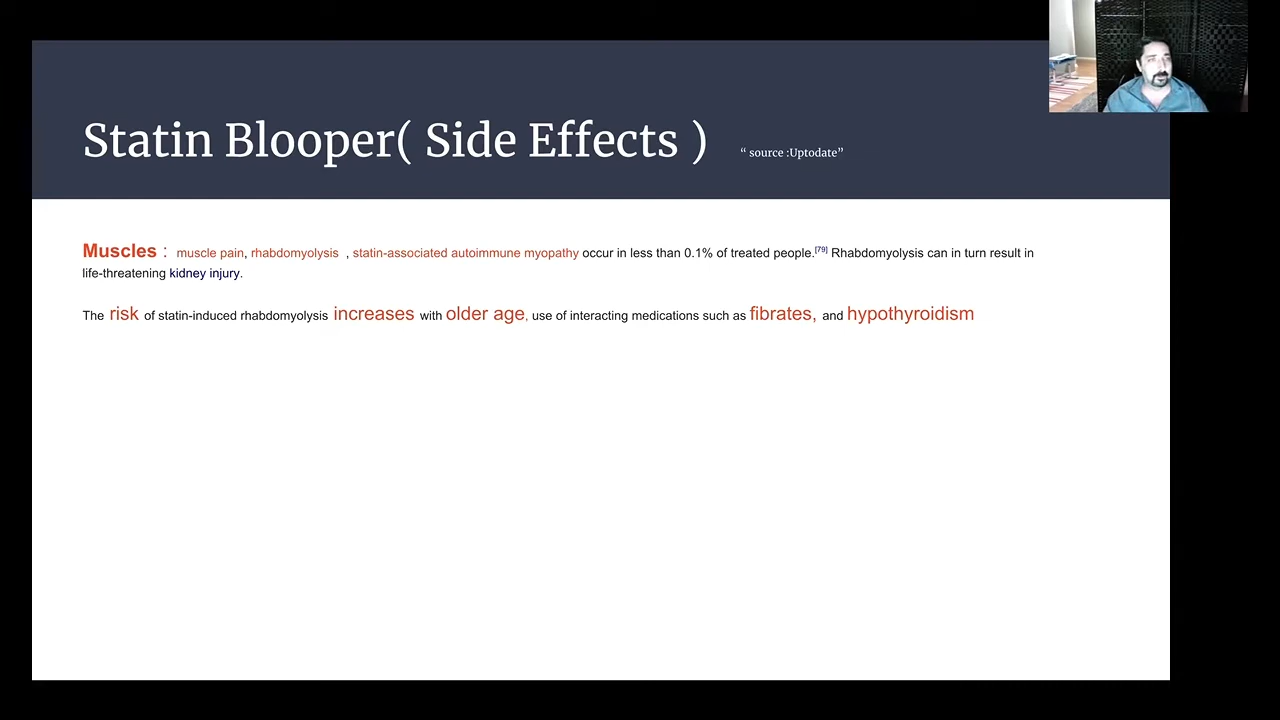 Statin Blooper( Side Effects ) “ source :Uptodate”
Muscles : muscle pain, rhabdomyolysis , statin-associated autoimmune myopathy occur in less than 0.1% of treated people.[79] Rhabdomyolysis can in turn result in
life-threatening kidney injury.
The risk of statin-induced rhabdomyolysis increases with older age, use of interacting medications such as fibrates, and hypothyroidism